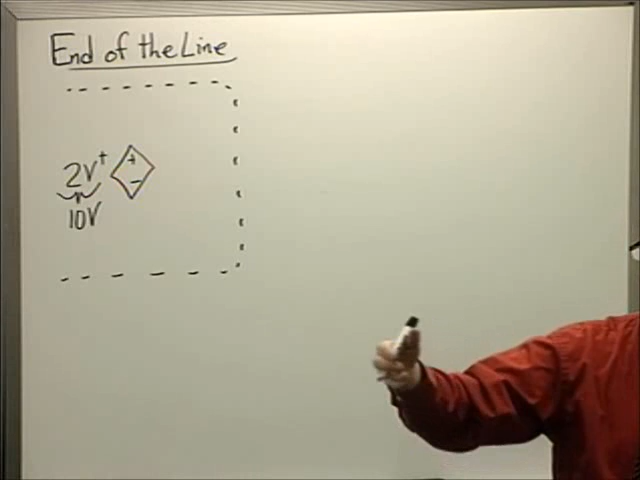 End of the Line
2V⁺
+
−
10V